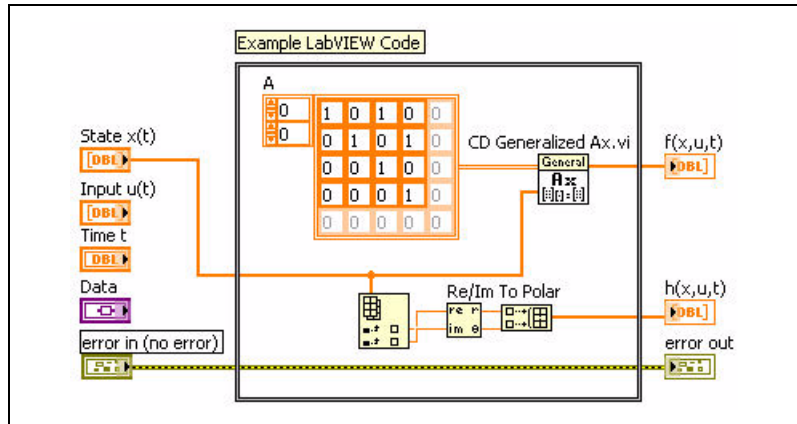 Example LabVIEW Code
A
0
0
1 0 1 0 0
0 1 0 1 0
0 0 1 0 0
0 0 0 1 0
0 0 0 0 0
State x(t)
DBL
Input u(t)
DBL
Time t
DBL
Data
error in (no error)
CD Generalized Ax.vi
General
Ax
f(x,u,t)
DBL
Re/Im To Polar
re r
im θ
h(x,u,t)
DBL
error out